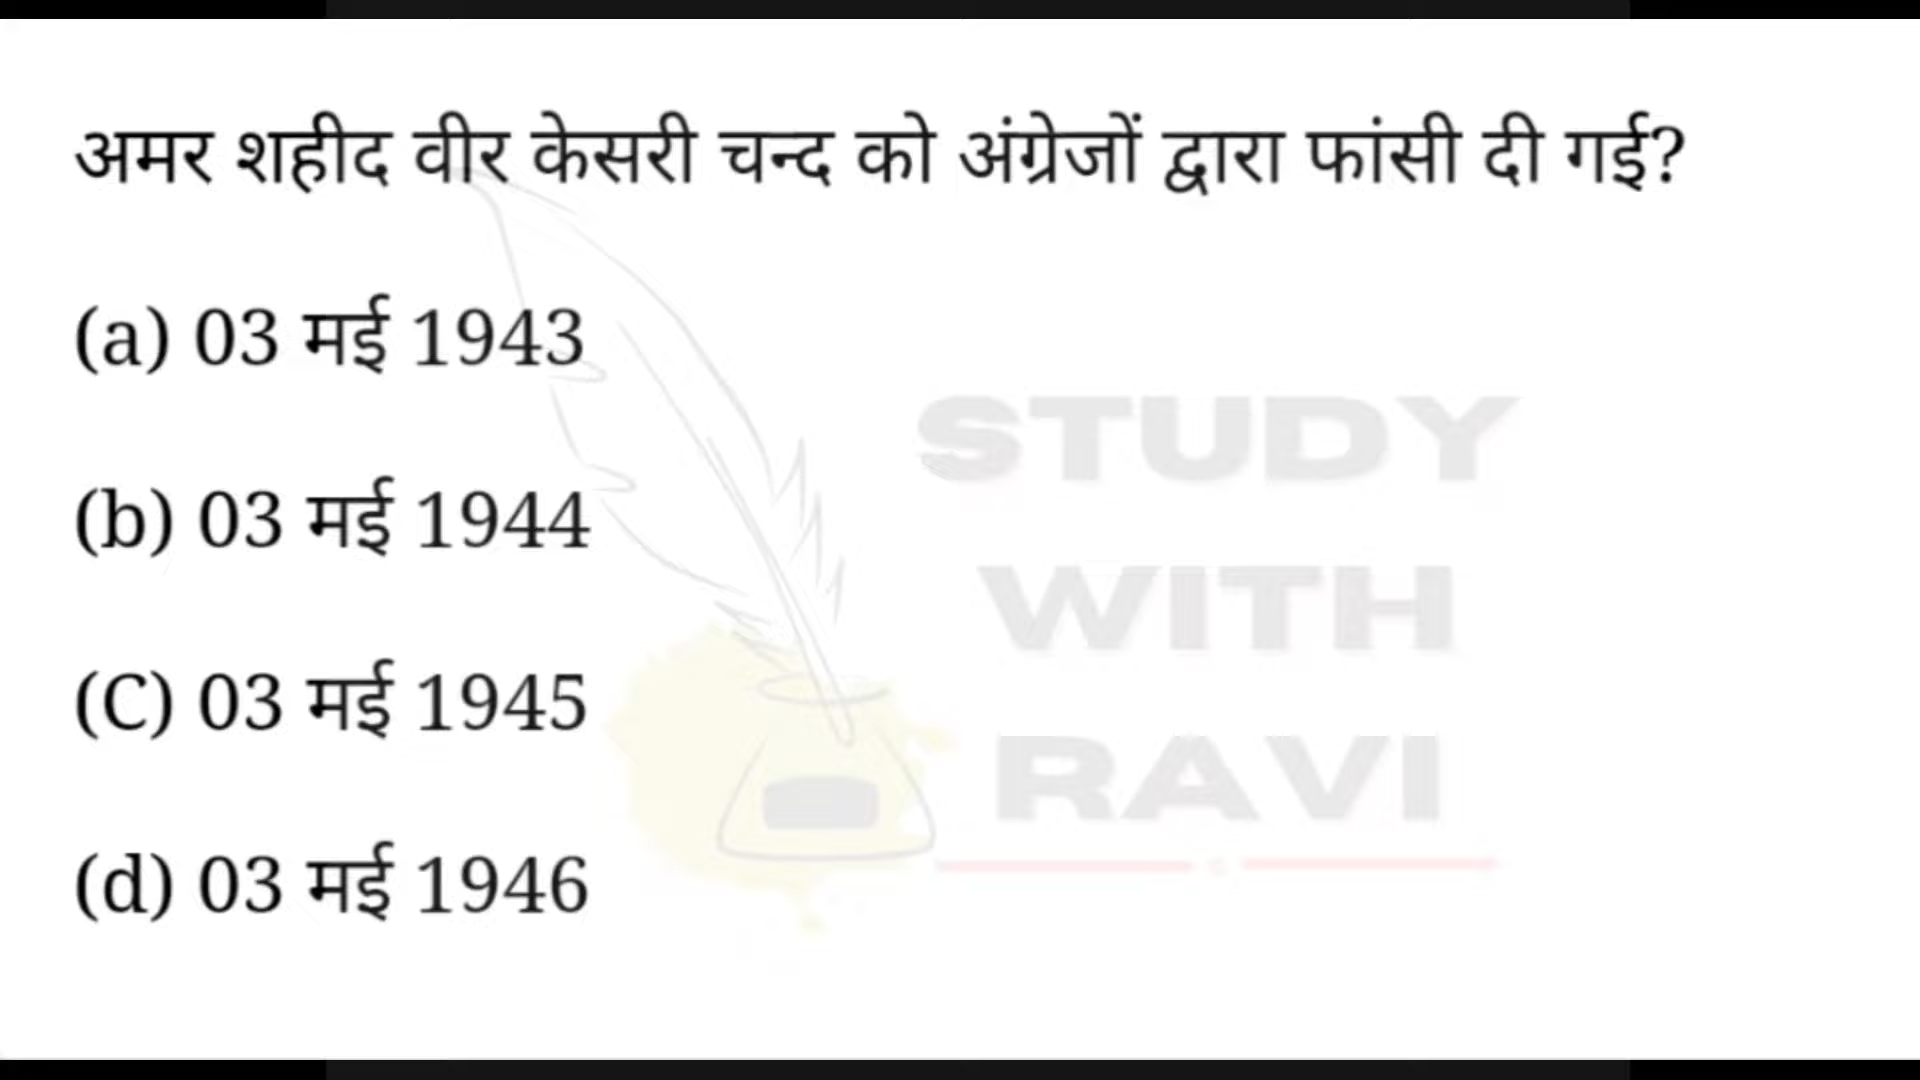 अमर शहीद वीर केसरी चन्द को अंग्रेजों द्वारा फांसी दी गई?
(a) 03 मई 1943
(b) 03 मई 1944
(C) 03 मई 1945
(d) 03 मई 1946
STUDY
WITH
RAVI